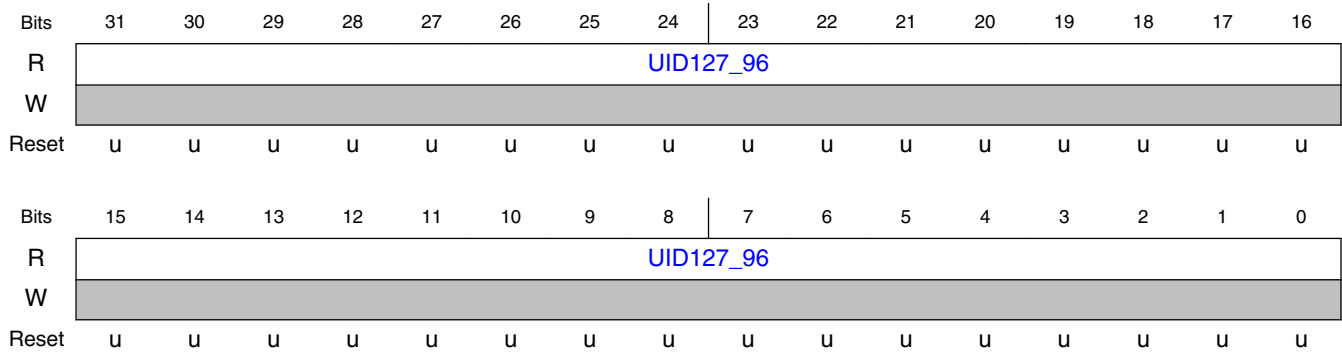 Bits 31 30 29 28 27 26 25 24 23 22 21 20 19 18 17 16
R UID127_96
W
Reset u u u u u u u u u u u u u u u u
Bits 15 14 13 12 11 10 9 8 7 6 5 4 3 2 1 0
R UID127_96
W
Reset u u u u u u u u u u u u u u u u